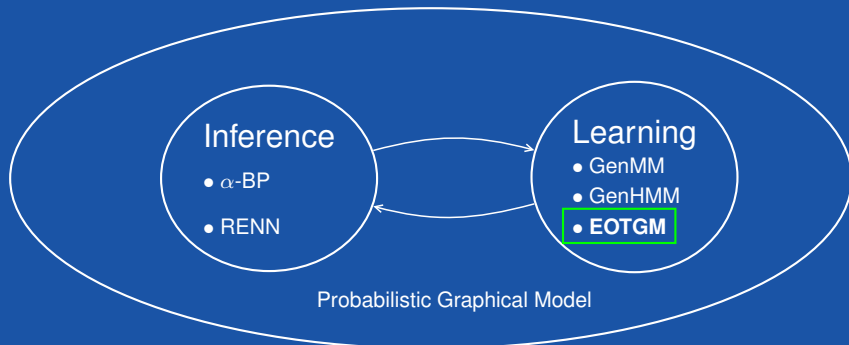 Inference
• α-BP
• RENN
Learning
• GenMM
• GenHMM
• EOTGM
Probabilistic Graphical Model